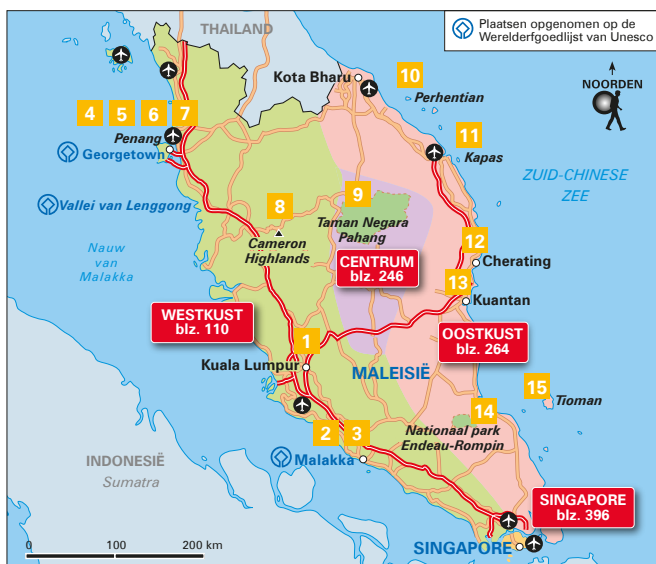 THAILAND
Plaatsen opgenomen op de
Werelderfgoedlijst van Unesco
NOORDEN
Kota Bharu
10
Perhentian
4 5 6 7
Penang
Georgetown
11
Kapas
ZUID-CHINESE
ZEE
Vallei van Lenggong
9
Taman Negara
Pahang
8
Cameron
Highlands
Nauw
van
Malakka
CENTRUM
blz. 246
12
Cherating
13
Kuantan
WESTKUST
blz. 110
OOSTKUST
blz. 264
1
Kuala Lumpur
MALEISIË
15
Tioman
14
Nationaal park
Endeau-Rompin
2 3
Malakka
INDONESIË
Sumatra
SINGAPORE
blz. 396
SINGAPORE
0 100 200 km